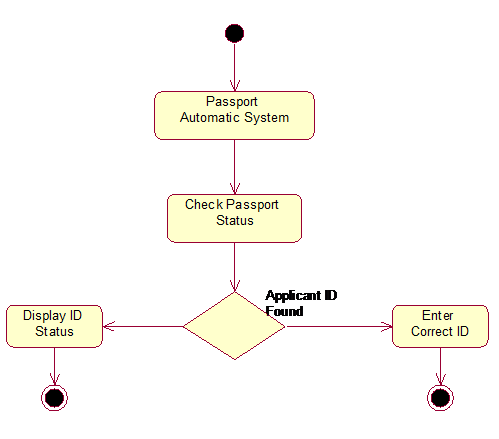 Passport
Automatic System
Check Passport
Status
Applicant ID
Found
Display ID
Status
Enter
Correct ID